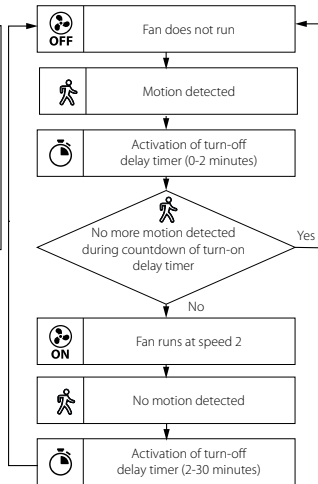 OFF
Fan does not run
Motion detected
Activation of turn-off
delay timer (0-2 minutes)
No more motion detected
during countdown of turn-on
delay timer
Yes
No
ON
Fan runs at speed 2
No motion detected
Activation of turn-off
delay timer (2-30 minutes)